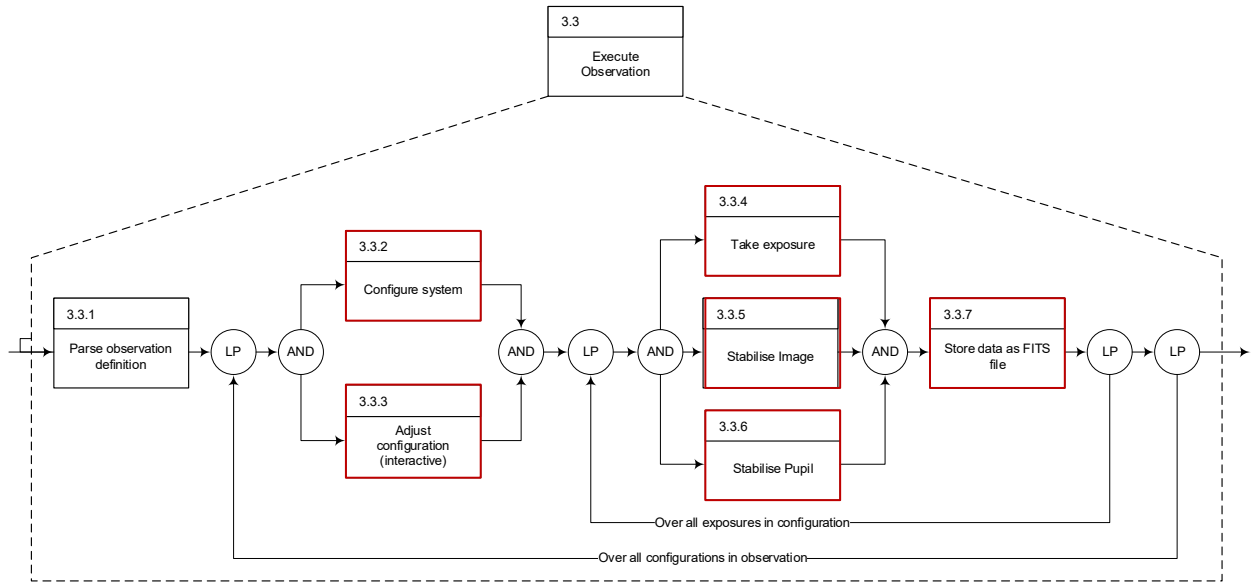 3.3
Execute
Observation
3.3.4
Take exposure
3.3.2
Configure system
3.3.1
Parse observation
definition
LP
AND
AND
LP
AND
3.3.5
Stabilise Image
AND
3.3.7
Store data as FITS
file
LP
LP
3.3.3
Adjust
configuration
(interactive)
3.3.6
Stabilise Pupil
Over all exposures in configuration
Over all configurations in observation